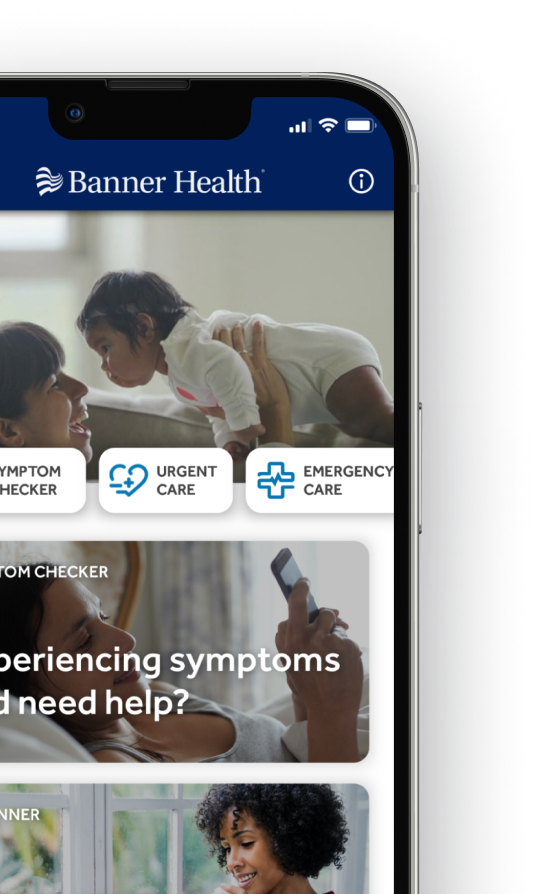 Banner Health
YMPTOM
HECKER
URGENT
CARE
EMERGENCY
CARE
TOM CHECKER
periencing symptoms
d need help?
NNER